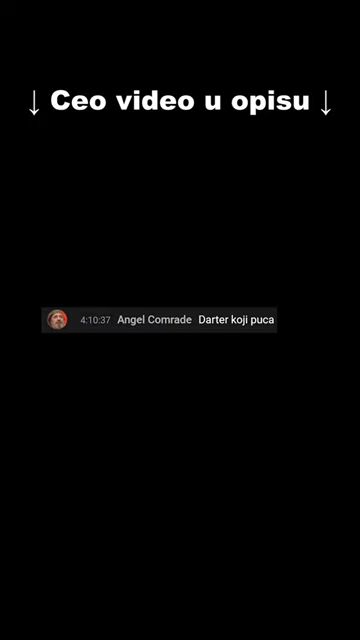 ↓ Ceo video u opisu ↓
4:10:37 Angel Comrade Darter koji puca